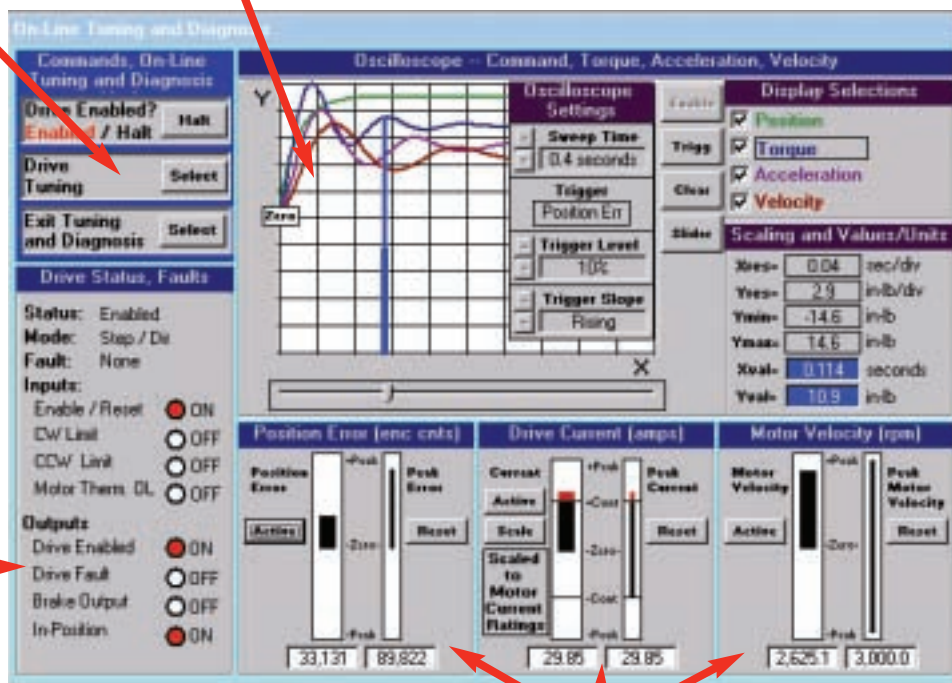 On-Line Tuning and Diagnosis
Commands, On-Line
Tuning and Diagnosis
Drive Enabled?
Enabled / Halt
Halt
Drive
Tuning
Select
Exit Tuning
and Diagnosis
Select
Drive Status, Faults
Status: Enabled
Mode: Step / Dir
Fault: None
Inputs:
Enable / Reset ON
CW Limit OFF
CCW Limit OFF
Motor Therm. OL OFF
Outputs
Drive Enabled ON
Drive Fault OFF
Brake Output OFF
In-Position ON
Oscilloscope -- Command, Torque, Acceleration, Velocity
Y
Zero
X
Oscilloscope
Settings
Sweep Time
0.4 seconds
Trigger
Position Err
Trigger Level
10%
Trigger Slope
Rising
Enable
Trigg
Clear
Slider
Display Selections
Position
Torque
Acceleration
Velocity
Scaling and Values/Units
Xres= 0.04 sec/div
Yres= 2.9 in-lb/div
Ymin= -14.6 in-lb
Ymax= 14.6 in-lb
Xval= 0.114 seconds
Yval= 10.9 in-lb
Position Error (enc cnts)
Position
Error
Active
+Peak
-Zero-
-Peak
Peak
Error
Reset
33,131 89,822
Drive Current (amps)
Current
Active
Scale
Scaled
to
Motor
Current
Ratings
+Peak
+Cont
-Zero-
-Cont
-Peak
Peak
Current
Reset
29.85 29.85
Motor Velocity (rpm)
Motor
Velocity
Active
+Peak
-Zero-
-Peak
Peak
Motor
Velocity
Reset
2,625.1 3,000.0